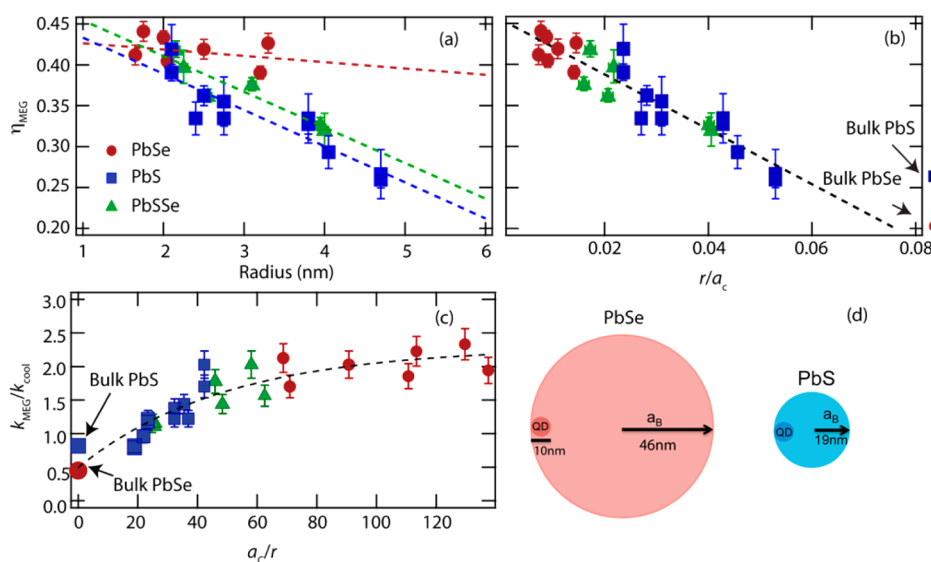 0.45
0.40
0.35
0.30
0.25
0.20
ηMEG
(a)
PbSe
PbS
PbSSe
1
2
3
4
5
6
Radius (nm)
(b)
Bulk PbS
Bulk PbSe
0.02
0.04
0.06
0.08
r/ac
3.0
2.5
2.0
1.5
1.0
0.5
0.0
kMEG/kcool
(c)
Bulk PbS
Bulk PbSe
0
20
40
60
80
100
120
ac/r
PbSe
(d)
QD
10nm
aB
46nm
PbS
QD
aB
19nm